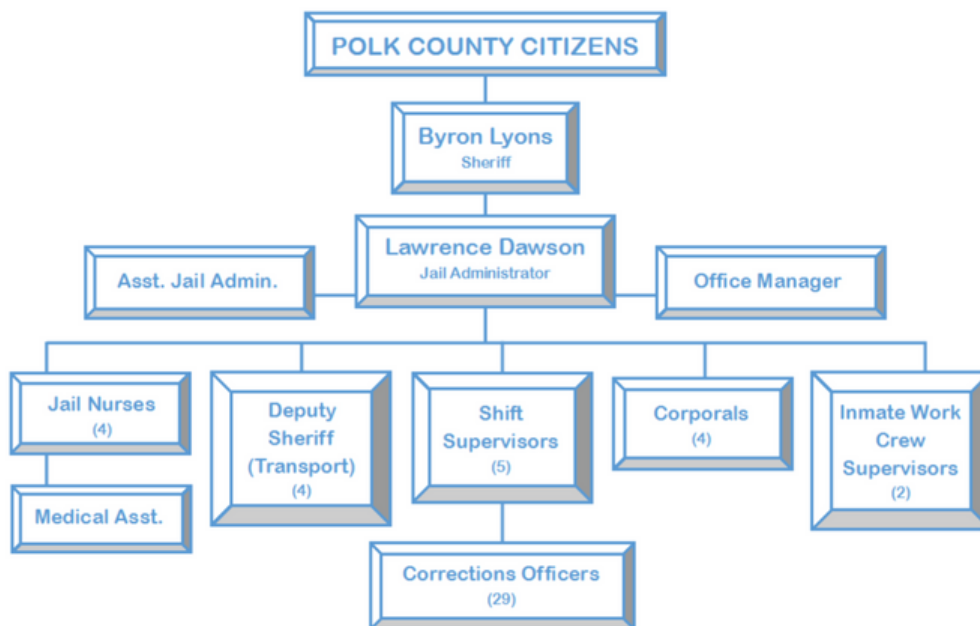 POLK COUNTY CITIZENS
Byron Lyons
Sheriff
Lawrence Dawson
Jail Administrator
Asst. Jail Admin.
Office Manager
Jail Nurses
(4)
Medical Asst.
Deputy
Sheriff
(Transport)
(4)
Shift
Supervisors
(5)
Corrections Officers
(29)
Corporals
(4)
Inmate Work
Crew
Supervisors
(2)